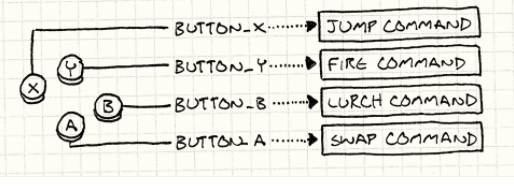 BUTTON_X JUMP COMMAND
Y
BUTTON_Y FIRE COMMAND
X
B
BUTTON_B LURCH COMMAND
A
BUTTON_A SWAP COMMAND